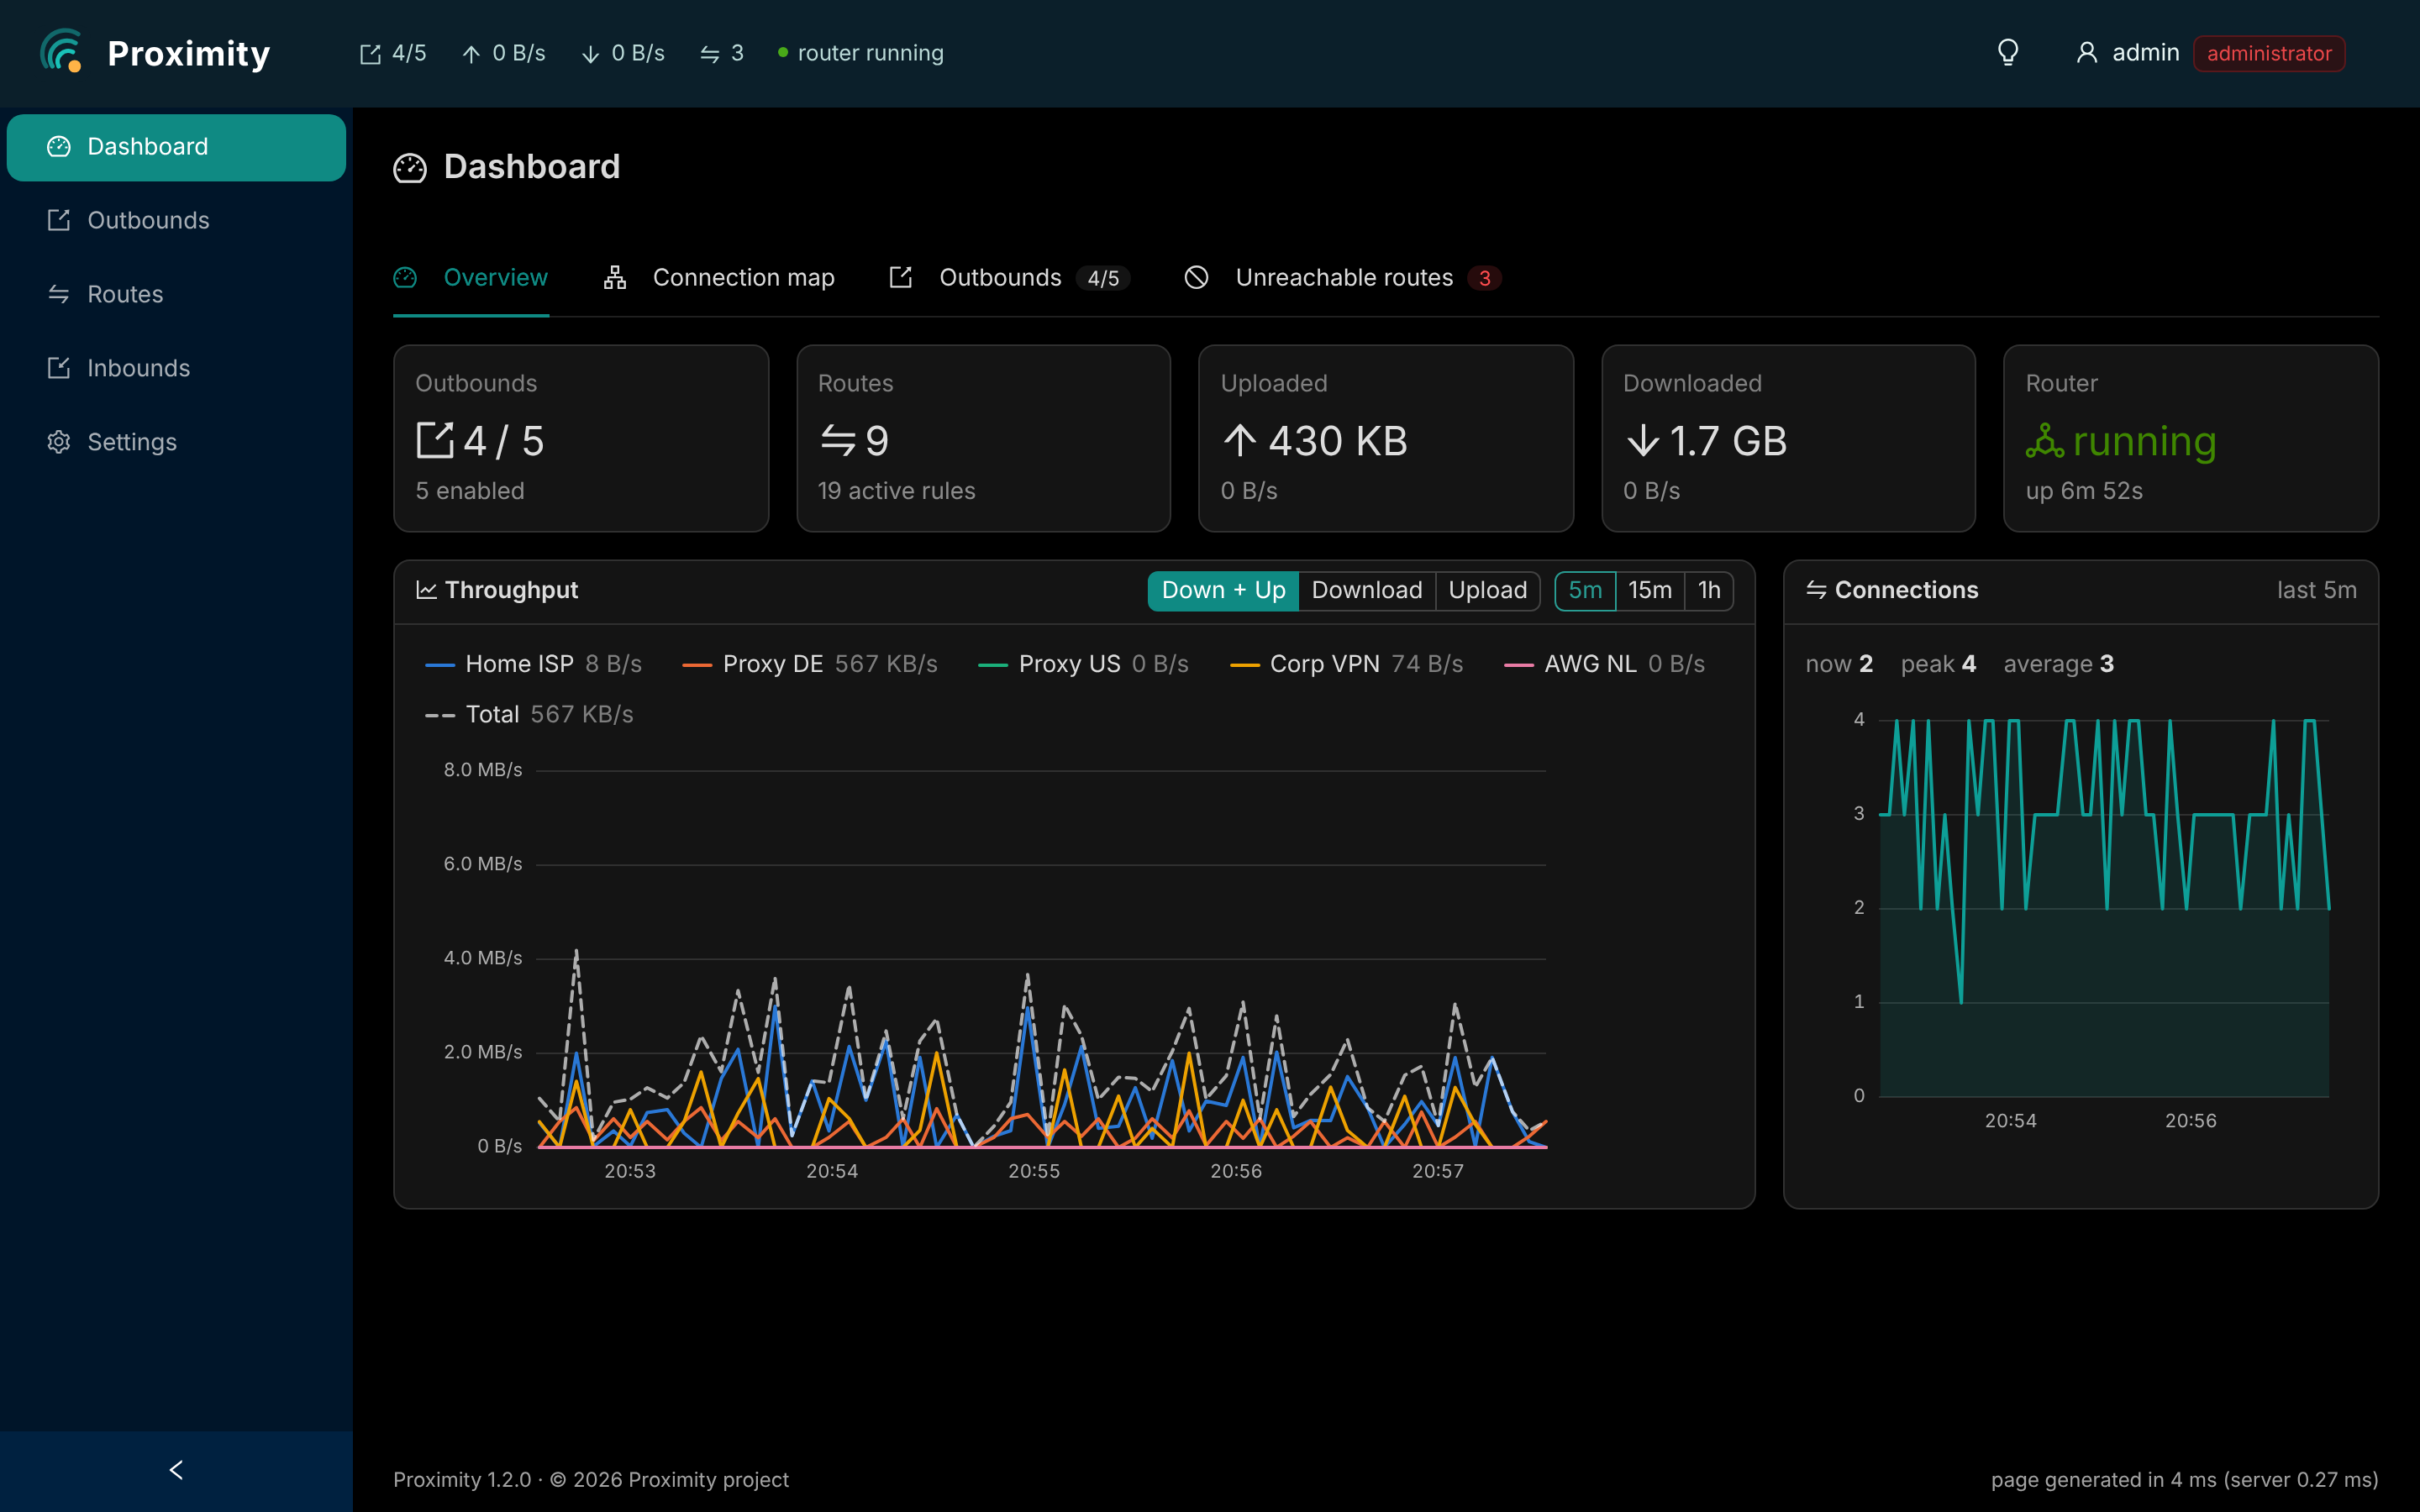 Proximity
4/5 0 B/s 0 B/s 3 router running
admin administrator
Dashboard
Outbounds
Routes
Inbounds
Settings
Dashboard
Overview Connection map Outbounds 4/5 Unreachable routes 3
Outbounds
4 / 5
5 enabled
Routes
9
19 active rules
Uploaded
430 KB
0 B/s
Downloaded
1.7 GB
0 B/s
Router
running
up 6m 52s
Throughput Down + Up Download Upload 5m 15m 1h
Home ISP 8 B/s Proxy DE 567 KB/s Proxy US 0 B/s Corp VPN 74 B/s AWG NL 0 B/s
Total 567 KB/s
8.0 MB/s
6.0 MB/s
4.0 MB/s
2.0 MB/s
0 B/s
20:53 20:54 20:55 20:56 20:57
Connections last 5m
now 2 peak 4 average 3
4
3
2
1
0
20:54 20:56
Proximity 1.2.0 · © 2026 Proximity project
page generated in 4 ms (server 0.27 ms)